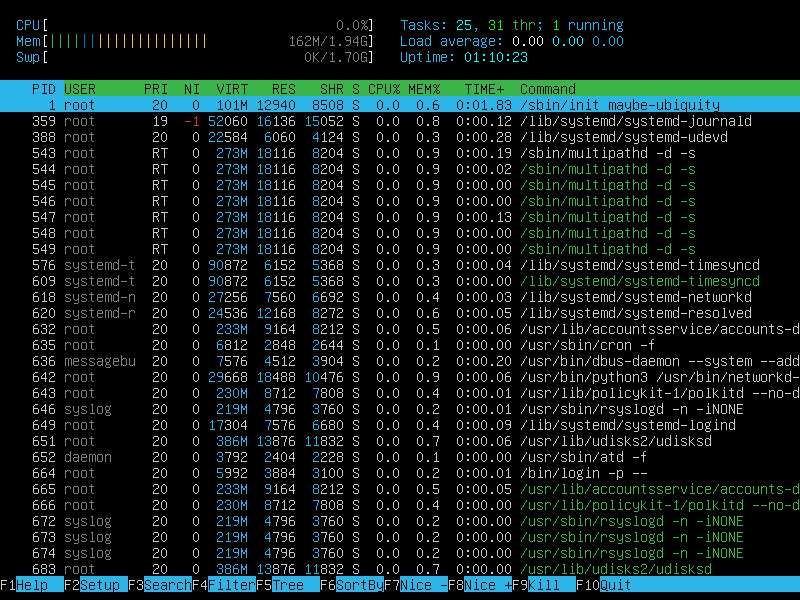 CPU[ 0.0%] Tasks: 25, 31 thr; 1 running
Mem[||||||||||||||||||||| 162M/1.94G] Load average: 0.00 0.00 0.00
Swp[ 0K/1.70G] Uptime: 01:10:23
PID USER PRI NI VIRT RES SHR S CPU% MEM% TIME+ Command
1 root 20 0 101M 12940 8508 S 0.0 0.6 0:01.83 /sbin/init maybe-ubiquity
359 root 19 -1 52060 16136 15052 S 0.0 0.8 0:00.12 /lib/systemd/systemd-journald
388 root 20 0 22584 6060 4124 S 0.0 0.3 0:00.28 /lib/systemd/systemd-udevd
543 root RT 0 273M 18116 8204 S 0.0 0.9 0:00.19 /sbin/multipathd -d -s
544 root RT 0 273M 18116 8204 S 0.0 0.9 0:00.02 /sbin/multipathd -d -s
545 root RT 0 273M 18116 8204 S 0.0 0.9 0:00.00 /sbin/multipathd -d -s
546 root RT 0 273M 18116 8204 S 0.0 0.9 0:00.00 /sbin/multipathd -d -s
547 root RT 0 273M 18116 8204 S 0.0 0.9 0:00.13 /sbin/multipathd -d -s
548 root RT 0 273M 18116 8204 S 0.0 0.9 0:00.00 /sbin/multipathd -d -s
549 root RT 0 273M 18116 8204 S 0.0 0.9 0:00.00 /sbin/multipathd -d -s
576 systemd-t 20 0 90872 6152 5368 S 0.0 0.3 0:00.04 /lib/systemd/systemd-timesyncd
609 systemd-t 20 0 90872 6152 5368 S 0.0 0.3 0:00.00 /lib/systemd/systemd-timesyncd
618 systemd-n 20 0 27256 7560 6692 S 0.0 0.4 0:00.03 /lib/systemd/systemd-networkd
620 systemd-r 20 0 24536 12168 8272 S 0.0 0.6 0:00.05 /lib/systemd/systemd-resolved
632 root 20 0 233M 9164 8212 S 0.0 0.5 0:00.06 /usr/lib/accountsservice/accounts-d
635 root 20 0 6812 2848 2644 S 0.0 0.1 0:00.00 /usr/sbin/cron -f
636 messagebu 20 0 7576 4512 3904 S 0.0 0.2 0:00.20 /usr/bin/dbus-daemon --system --add
642 root 20 0 29668 18488 10476 S 0.0 0.9 0:00.06 /usr/bin/python3 /usr/bin/networkd-
643 root 20 0 230M 8712 7808 S 0.0 0.4 0:00.01 /usr/lib/policykit-1/polkitd --no-d
646 syslog 20 0 219M 4796 3760 S 0.0 0.2 0:00.01 /usr/sbin/rsyslogd -n -iNONE
649 root 20 0 17304 7576 6680 S 0.0 0.4 0:00.09 /lib/systemd/systemd-logind
651 root 20 0 386M 13876 11832 S 0.0 0.7 0:00.06 /usr/lib/udisks2/udisksd
652 daemon 20 0 3792 2404 2228 S 0.0 0.1 0:00.00 /usr/sbin/atd -f
664 root 20 0 5992 3884 3100 S 0.0 0.2 0:00.01 /bin/login -p --
665 root 20 0 233M 9164 8212 S 0.0 0.5 0:00.05 /usr/lib/accountsservice/accounts-d
666 root 20 0 230M 8712 7808 S 0.0 0.4 0:00.00 /usr/lib/policykit-1/polkitd --no-d
672 syslog 20 0 219M 4796 3760 S 0.0 0.2 0:00.00 /usr/sbin/rsyslogd -n -iNONE
673 syslog 20 0 219M 4796 3760 S 0.0 0.2 0:00.00 /usr/sbin/rsyslogd -n -iNONE
674 syslog 20 0 219M 4796 3760 S 0.0 0.2 0:00.00 /usr/sbin/rsyslogd -n -iNONE
683 root 20 0 386M 13876 11832 S 0.0 0.7 0:00.00 /usr/lib/udisks2/udisksd
F1Help F2Setup F3SearchF4FilterF5Tree F6SortByF7Nice -F8Nice +F9Kill F10Quit